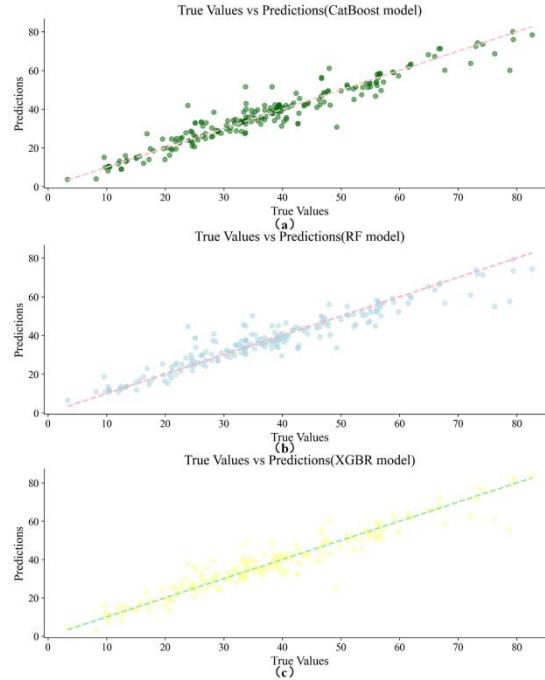 True Values vs Predictions(CatBoost model)
80
60
40
20
0
Predictions
0 10 20 30 40 50 60 70 80
True Values
(a)
True Values vs Predictions(RF model)
80
60
40
20
0
Predictions
0 10 20 30 40 50 60 70 80
True Values
(b)
True Values vs Predictions(XGBR model)
80
60
40
20
0
Predictions
0 10 20 30 40 50 60 70 80
True Values
(c)